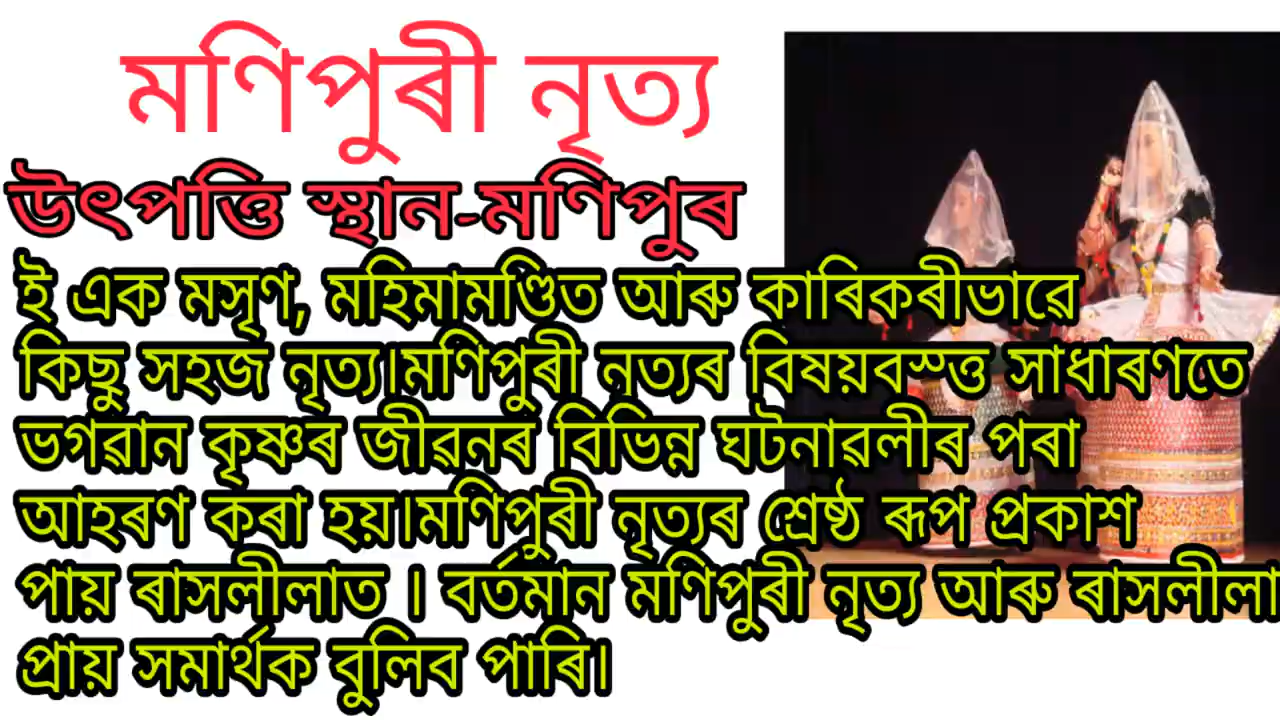 মণিপুৰী নৃত্য
উৎপত্তি স্থান-মণিপুৰ
ই এক মসৃণ, মহিমামণ্ডিত আৰু কাৰিকৰীভাৱে
কিছু সহজ নৃত্য।মণিপুৰী নৃত্যৰ বিষয়বস্ত্ত সাধাৰণতে
ভগৱান কৃষ্ণৰ জীৱনৰ বিভিন্ন ঘটনাৱলীৰ পৰা
আহৰণ কৰা হয়।মণিপুৰী নৃত্যৰ শ্ৰেষ্ঠ ৰূপ প্ৰকাশ
পায় ৰাসলীলাত । বৰ্তমান মণিপুৰী নৃত্য আৰু ৰাসলীলা
প্ৰায় সমাৰ্থক বুলিব পাৰি।